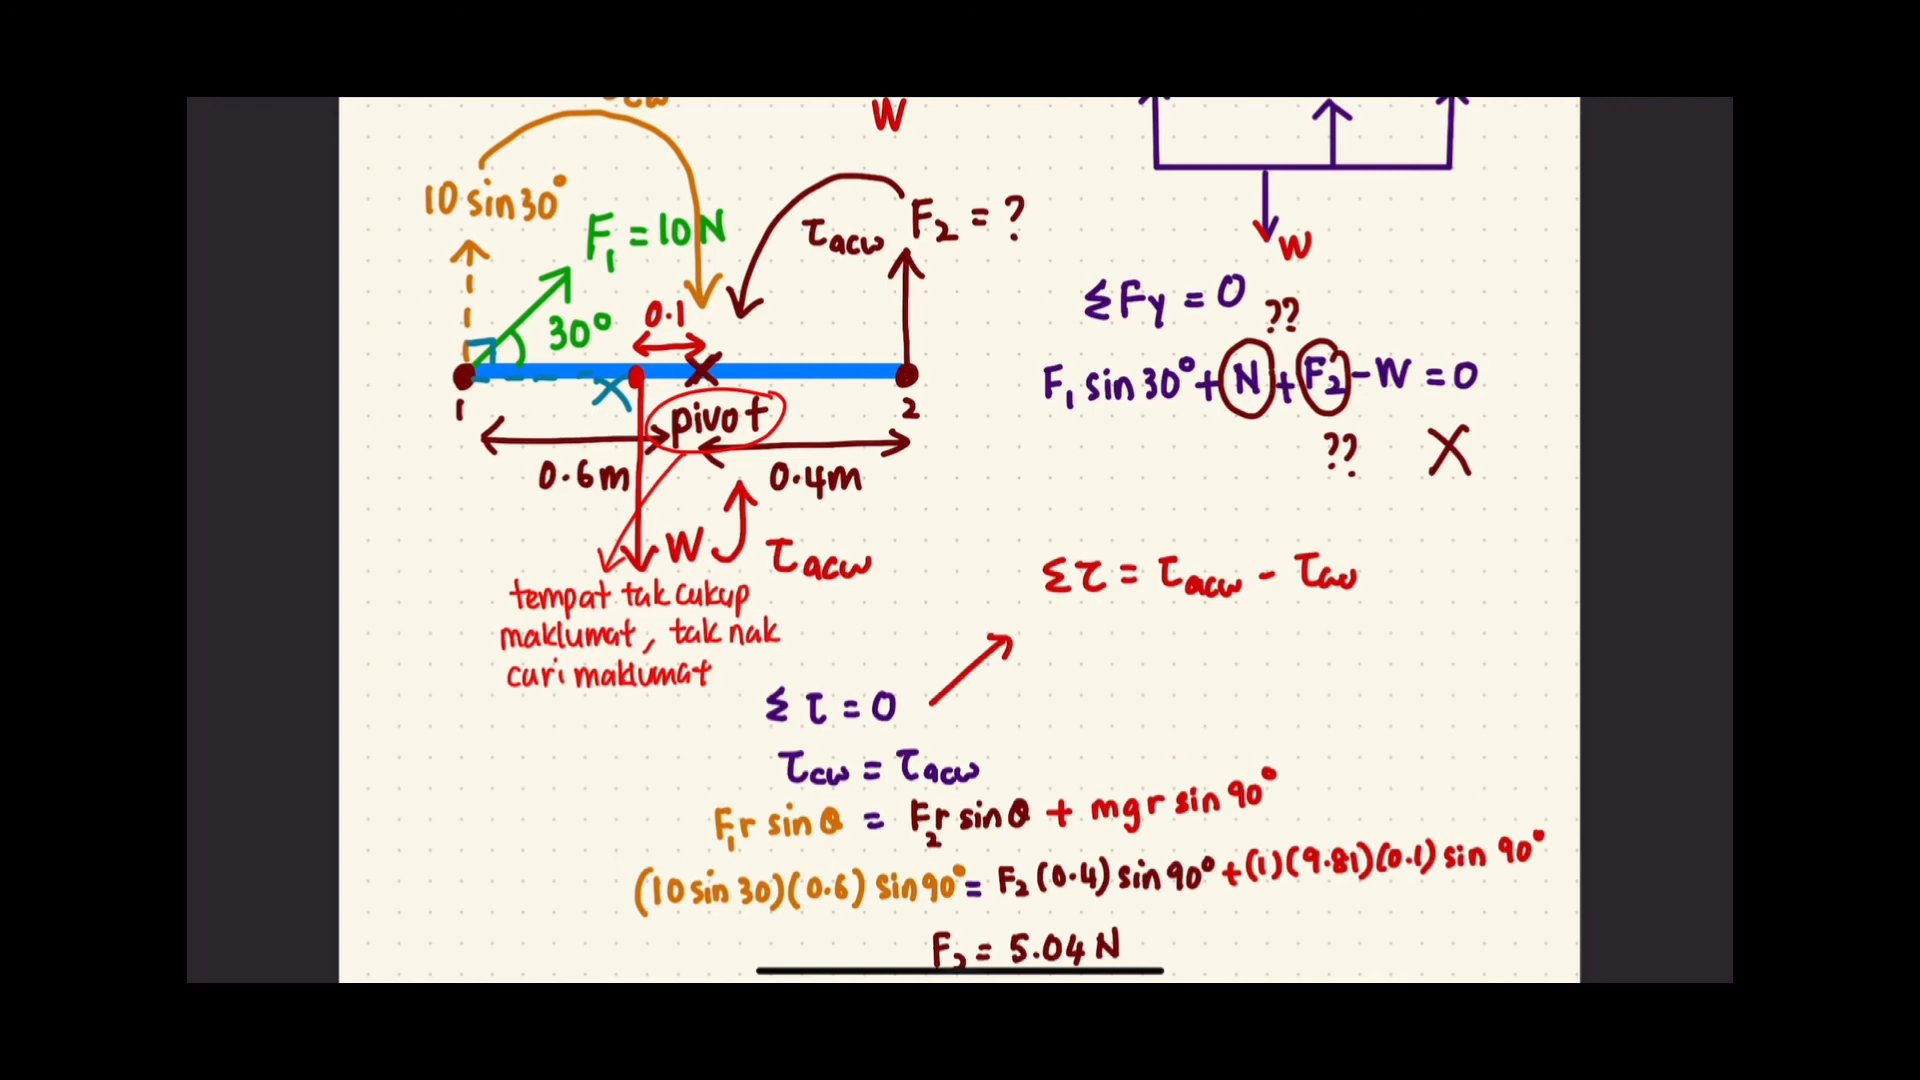 W
10 sin 30°
F₁ = 10 N
τacw
F₂ = ?
W
30°
0.1
ΣFy = 0
??
F₁ sin 30° + N + F₂ - W = 0
1
pivot
2
??
X
0.6m
0.4m
W
τacw
Στ = τacw - τcw
tempat tak cukup
maklumat, tak nak
cari maklumat
Σ τ = 0
τcw = τacw
F₁r sin θ = F₂r sin θ + mgr sin 90°
(10 sin 30)(0.6) sin 90° = F₂ (0.4) sin 90° + (1)(9.81)(0.1) sin 90°
F₂ = 5.04 N